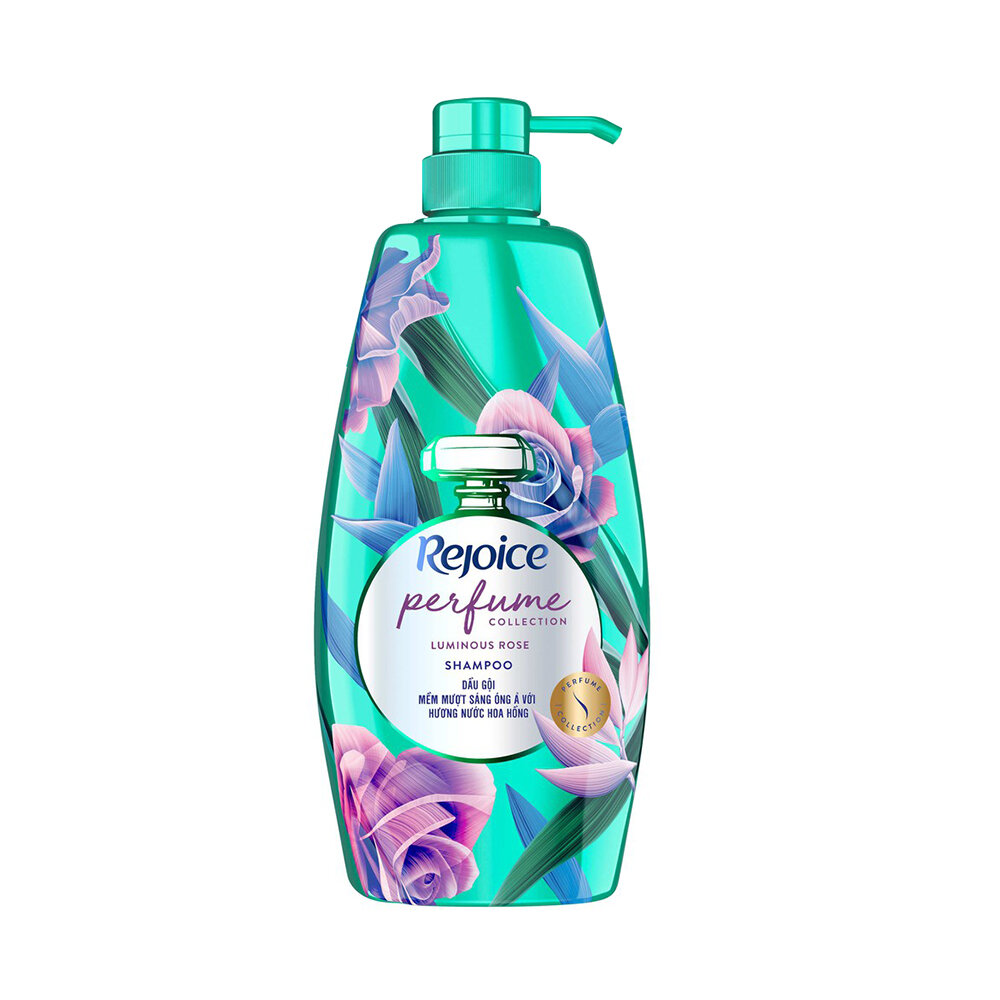 Rejoice
perfume
COLLECTION
LUMINOUS ROSE
SHAMPOO
DẦU GỘI
MỀM MƯỢT SÁNG ÓNG Ả VỚI
HƯƠNG NƯỚC HOA HỒNG
PERFUME
COLLECTION